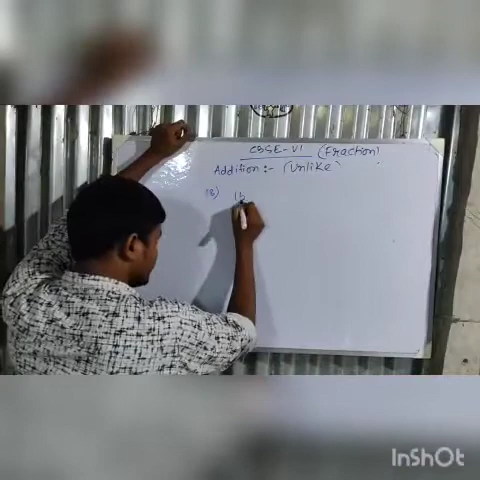 CBSE-VI (Fraction)
Addition :- (Unlike)
InShOt